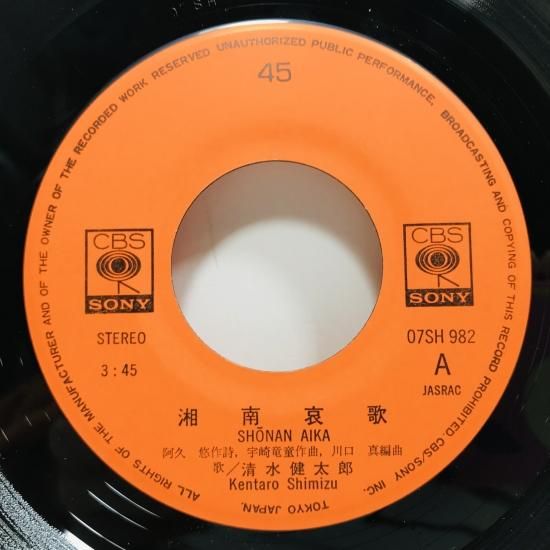 ALL RIGHTS OF THE MANUFACTURER AND OF THE OWNER OF THE RECORDED WORK RESERVED UNAUTHORIZED PUBLIC PERFORMANCE, BROADCASTING AND COPYING OF THIS RECORD PROHIBITED. CBS/SONY INC. TOKYO JAPAN.
45
CBS
SONY
CBS
SONY
STEREO
07SH 982
3:45
A
JASRAC
湘南哀歌
SHŌNAN AIKA
阿久 悠作詩, 宇崎竜童作曲, 川口 真編曲
歌/清水健太郎
Kentaro Shimizu